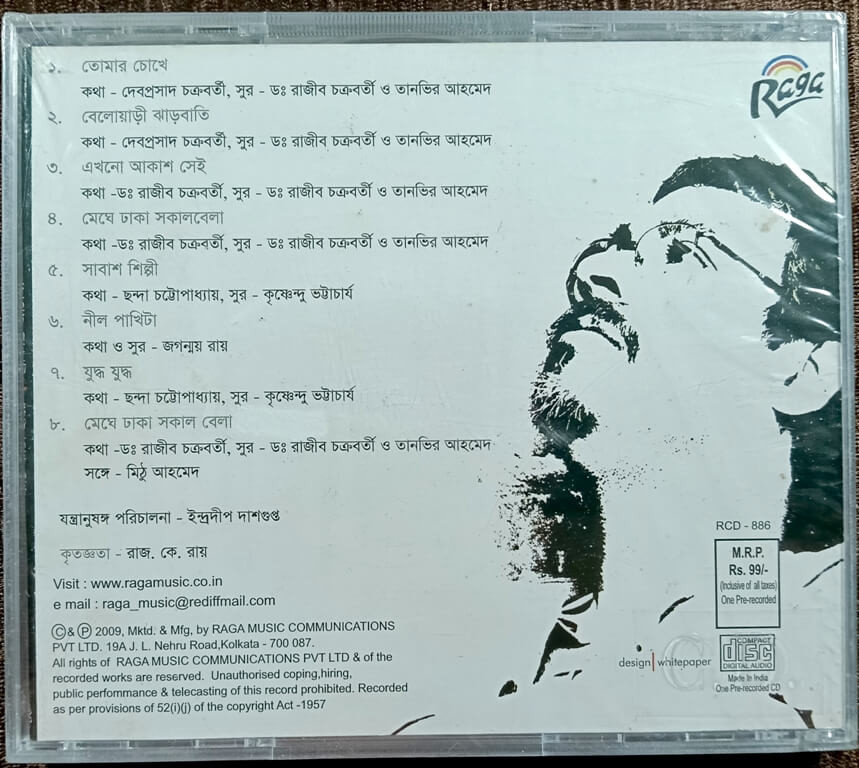 ১. তোমার চোখে
কথা - দেবপ্রসাদ চক্রবর্তী, সুর - ডঃ রাজীব চক্রবর্তী ও তানভির আহমেদ
২. বেলোয়াড়ী ঝাড়বাতি
কথা - দেবপ্রসাদ চক্রবর্তী, সুর - ডঃ রাজীব চক্রবর্তী ও তানভির আহমেদ
৩. এখনো আকাশ সেই
কথা -ডঃ রাজীব চক্রবর্তী, সুর - ডঃ রাজীব চক্রবর্তী ও তানভির আহমেদ
৪. মেঘে ঢাকা সকালবেলা
কথা -ডঃ রাজীব চক্রবর্তী, সুর - ডঃ রাজীব চক্রবর্তী ও তানভির আহমেদ
৫. সাবাশ শিল্পী
কথা - ছন্দা চট্টোপাধ্যায়, সুর - কৃষ্ণেন্দু ভট্টাচার্য
৬. নীল পাখিটা
কথা ও সুর - জগন্ময় রায়
৭. যুদ্ধ যুদ্ধ
কথা - ছন্দা চট্টোপাধ্যায়, সুর - কৃষ্ণেন্দু ভট্টাচার্য
৮. মেঘে ঢাকা সকাল বেলা
কথা -ডঃ রাজীব চক্রবর্তী, সুর - ডঃ রাজীব চক্রবর্তী ও তানভির আহমেদ
সঙ্গে - মিঠু আহমেদ
যন্ত্রানুষঙ্গ পরিচালনা - ইন্দ্রদীপ দাশগুপ্ত
কৃতজ্ঞতা - রাজ. কে. রায়
Visit : www.ragamusic.co.in
e mail : raga_music@rediffmail.com
©& ℗ 2009, Mktd. & Mfg, by RAGA MUSIC COMMUNICATIONS
PVT LTD. 19A J. L. Nehru Road,Kolkata - 700 087.
All rights of RAGA MUSIC COMMUNICATIONS PVT LTD & of the
recorded works are reserved. Unauthorised coping,hiring,
public perfommance & telecasting of this record prohibited. Recorded
as per provisions of 52(i)(j) of the copyright Act -1957
Raga
RCD - 886
M.R.P.
Rs. 99/-
(Inclusive of all taxes)
One Pre-recorded
design | whitepaper
COMPACT
disc
DIGITAL AUDIO
Made In India
One Pre-recorded CD